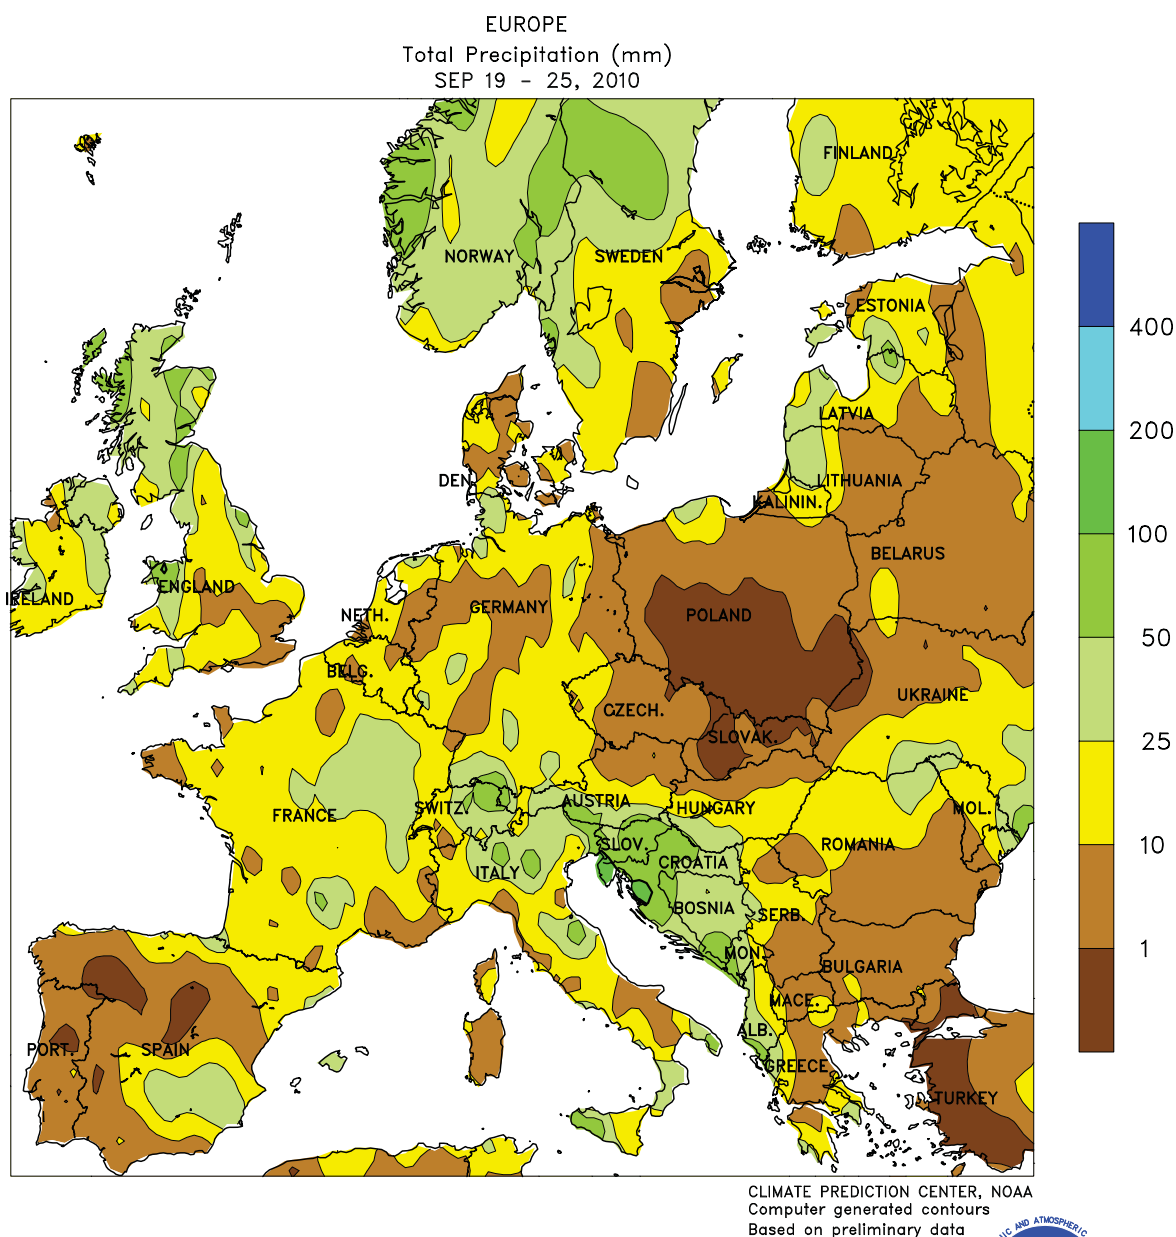 EUROPE
Total Precipitation (mm)
SEP 19 - 25, 2010
FINLAND
NORWAY
SWEDEN
ESTONIA
LATVIA
DEN.
LITHUANIA
KALININ.
BELARUS
IRELAND
ENGLAND
NETH.
GERMANY
POLAND
BELG.
UKRAINE
CZECH.
SLOVAK.
FRANCE
SWITZ.
AUSTRIA
HUNGARY
MOL.
SLOV.
ROMANIA
CROATIA
ITALY
BOSNIA
SERB.
MON.
BULGARIA
MACE.
ALB.
PORT.
SPAIN
GREECE
TURKEY
400
200
100
50
25
10
1
CLIMATE PREDICTION CENTER, NOAA
Computer generated contours
Based on preliminary data
NIC AND ATMOSPHERIC